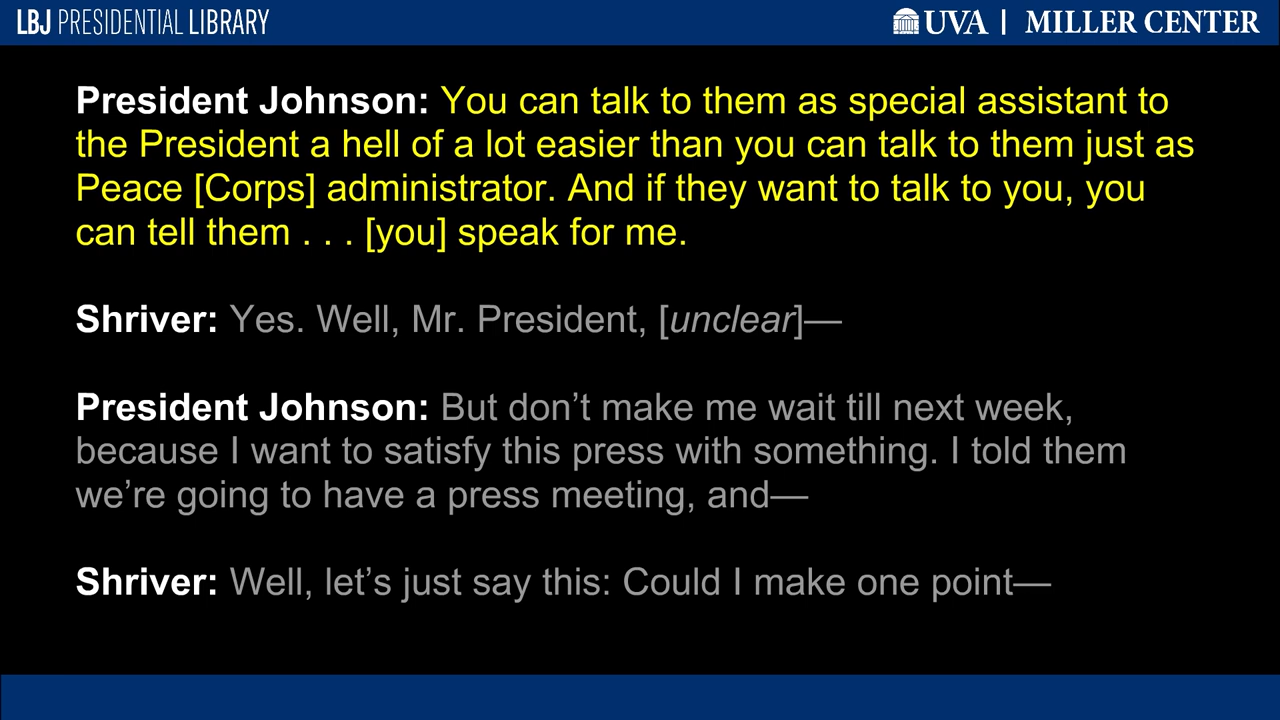 LBJ PRESIDENTIAL LIBRARY
UVA | MILLER CENTER
President Johnson: You can talk to them as special assistant to
the President a hell of a lot easier than you can talk to them just as
Peace [Corps] administrator. And if they want to talk to you, you
can tell them . . . [you] speak for me.
Shriver: Yes. Well, Mr. President, [unclear]—
President Johnson: But don’t make me wait till next week,
because I want to satisfy this press with something. I told them
we’re going to have a press meeting, and—
Shriver: Well, let’s just say this: Could I make one point—